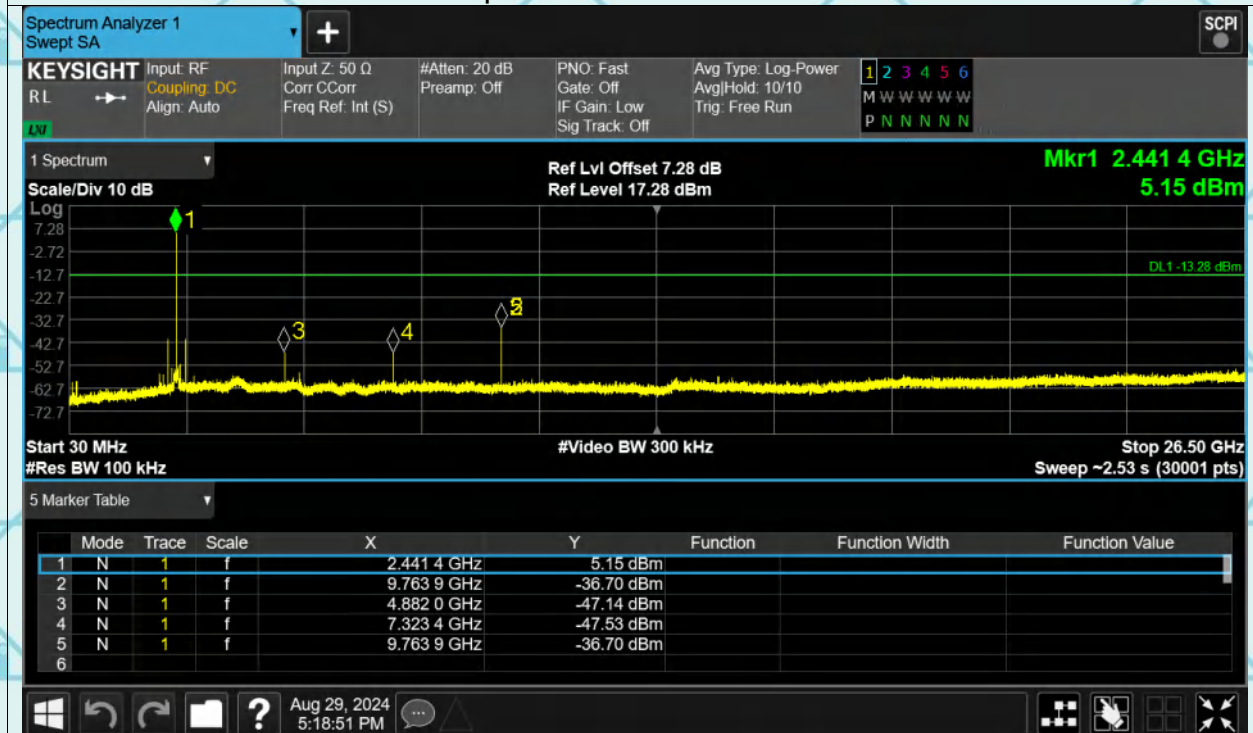 Spectrum Analyzer 1
Swept SA
+
SCPI
KEYSIGHT Input: RF Input Z: 50 Ω #Atten: 20 dB PNO: Fast Avg Type: Log-Power 1 2 3 4 5 6
RL Coupling: DC Corr CCorr Preamp: Off Gate: Off Avg|Hold: 10/10 M W W W W W
Align: Auto Freq Ref: Int (S) IF Gain: Low Trig: Free Run
LXI Sig Track: Off P N N N N N
1 Spectrum Ref Lvl Offset 7.28 dB Mkr1 2.441 4 GHz
Scale/Div 10 dB Ref Level 17.28 dBm 5.15 dBm
Log
1
7.28
-2.72
DL1 -13.28 dBm
-12.7
-22.7
-32.7
3
4
-42.7
-52.7
-62.7
-72.7
Start 30 MHz #Video BW 300 kHz Stop 26.50 GHz
#Res BW 100 kHz Sweep ~2.53 s (30001 pts)
5 Marker Table
Mode Trace Scale X Y Function Function Width Function Value
1 N 1 f 2.441 4 GHz 5.15 dBm
2 N 1 f 9.763 9 GHz -36.70 dBm
3 N 1 f 4.882 0 GHz -47.14 dBm
4 N 1 f 7.323 4 GHz -47.53 dBm
5 N 1 f 9.763 9 GHz -36.70 dBm
6
? Aug 29, 2024
5:18:51 PM